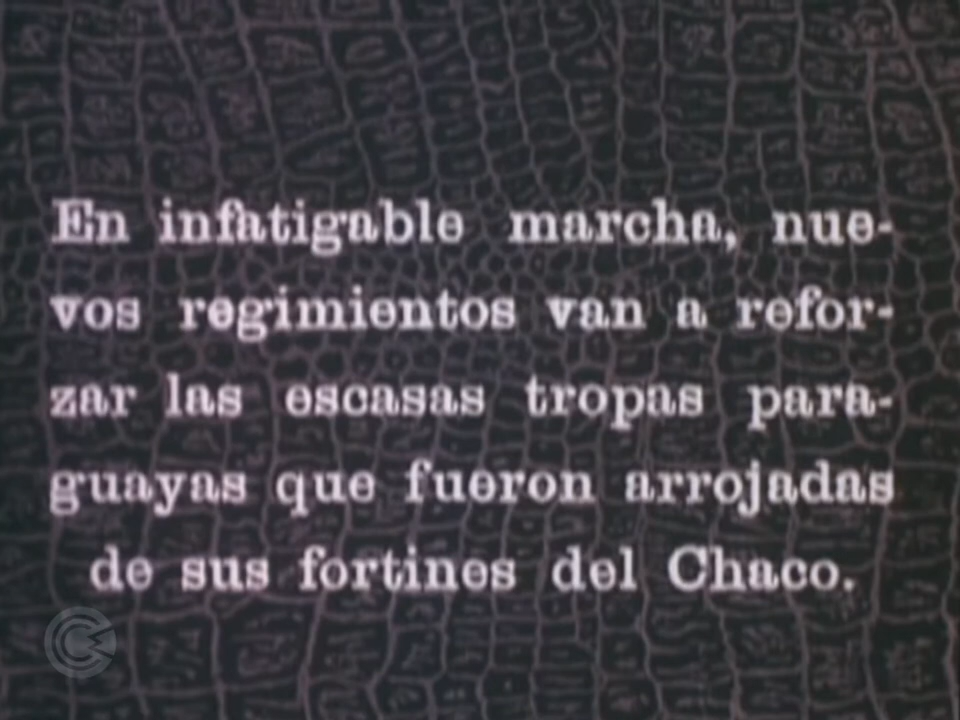 En infatigable marcha, nue-
vos regimientos van a refor-
zar las escasas tropas para-
guayas que fueron arrojadas
de sus fortines del Chaco.